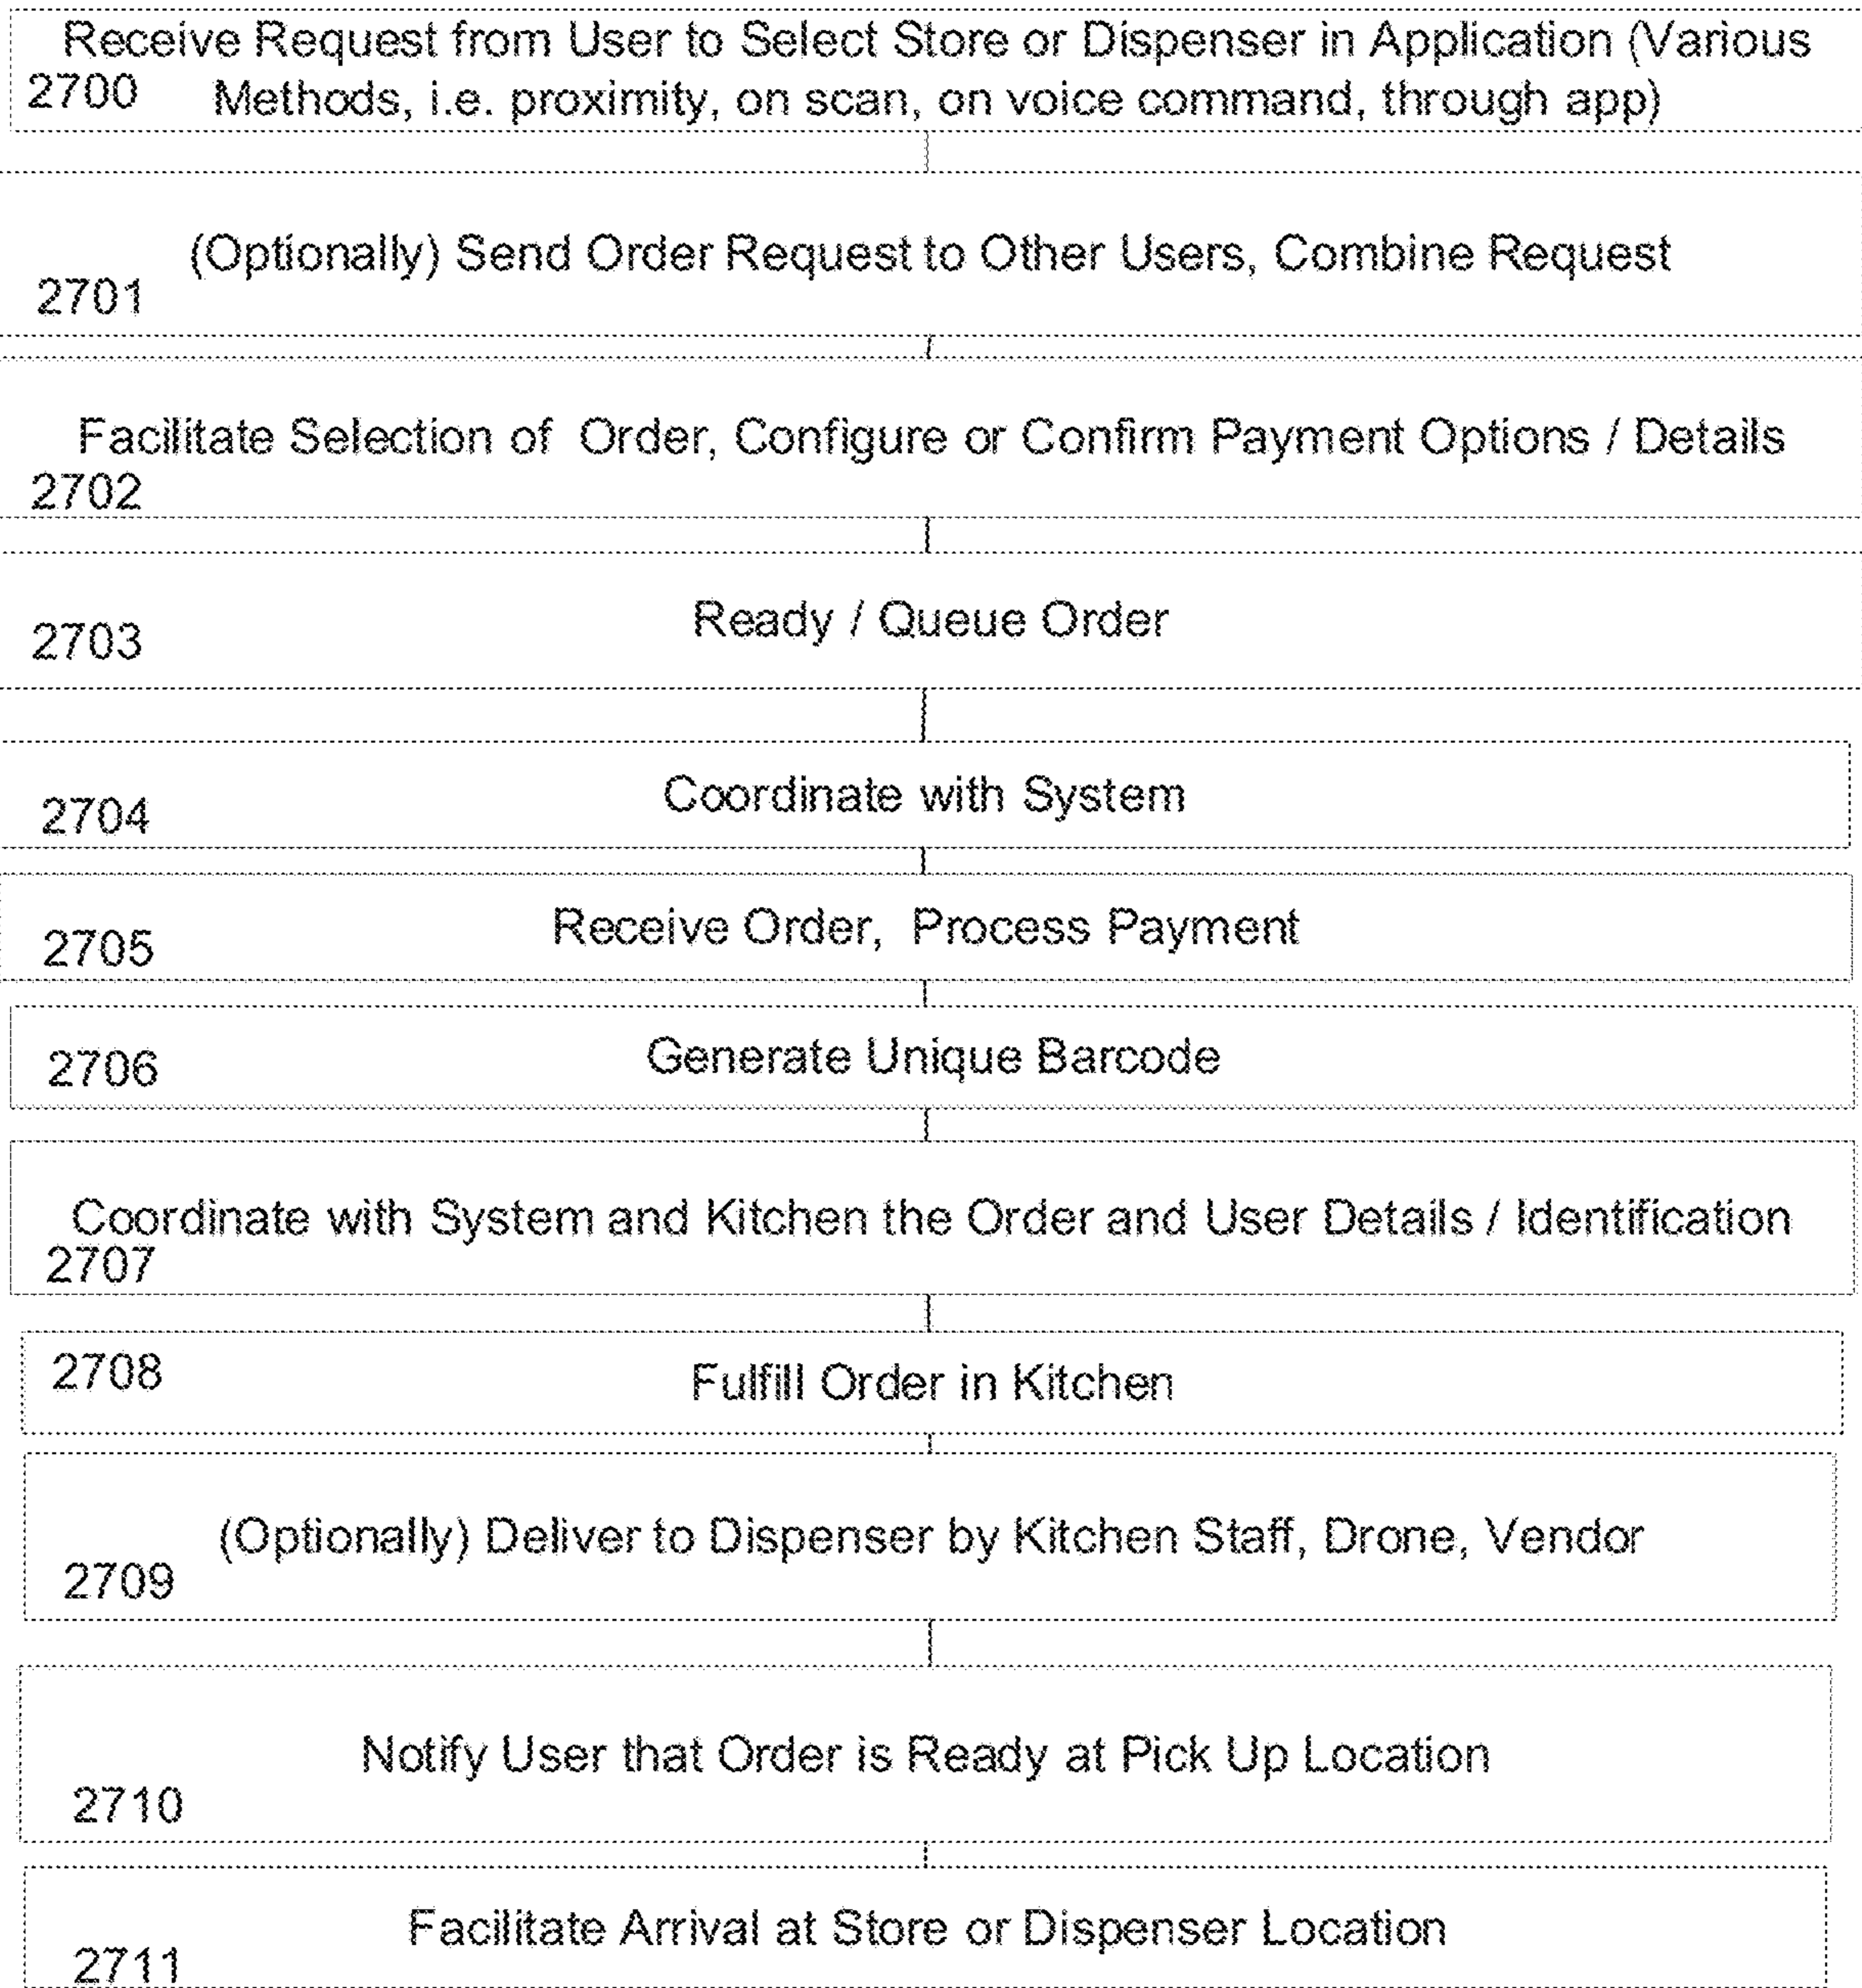 Receive Request from User to Select Store or Dispenser in Application (Various
2700 Methods, i.e. proximity, on scan, on voice command, through app)
(Optionally) Send Order Request to Other Users, Combine Request
2701
Facilitate Selection of Order, Configure or Confirm Payment Options / Details
2702
Ready / Queue Order
2703
Coordinate with System
2704
Receive Order, Process Payment
2705
Generate Unique Barcode
2706
Coordinate with System and Kitchen the Order and User Details / Identification
2707
2708
Fulfill Order in Kitchen
(Optionally) Deliver to Dispenser by Kitchen Staff, Drone, Vendor
2709
Notify User that Order is Ready at Pick Up Location
2710
Facilitate Arrival at Store or Dispenser Location
2711